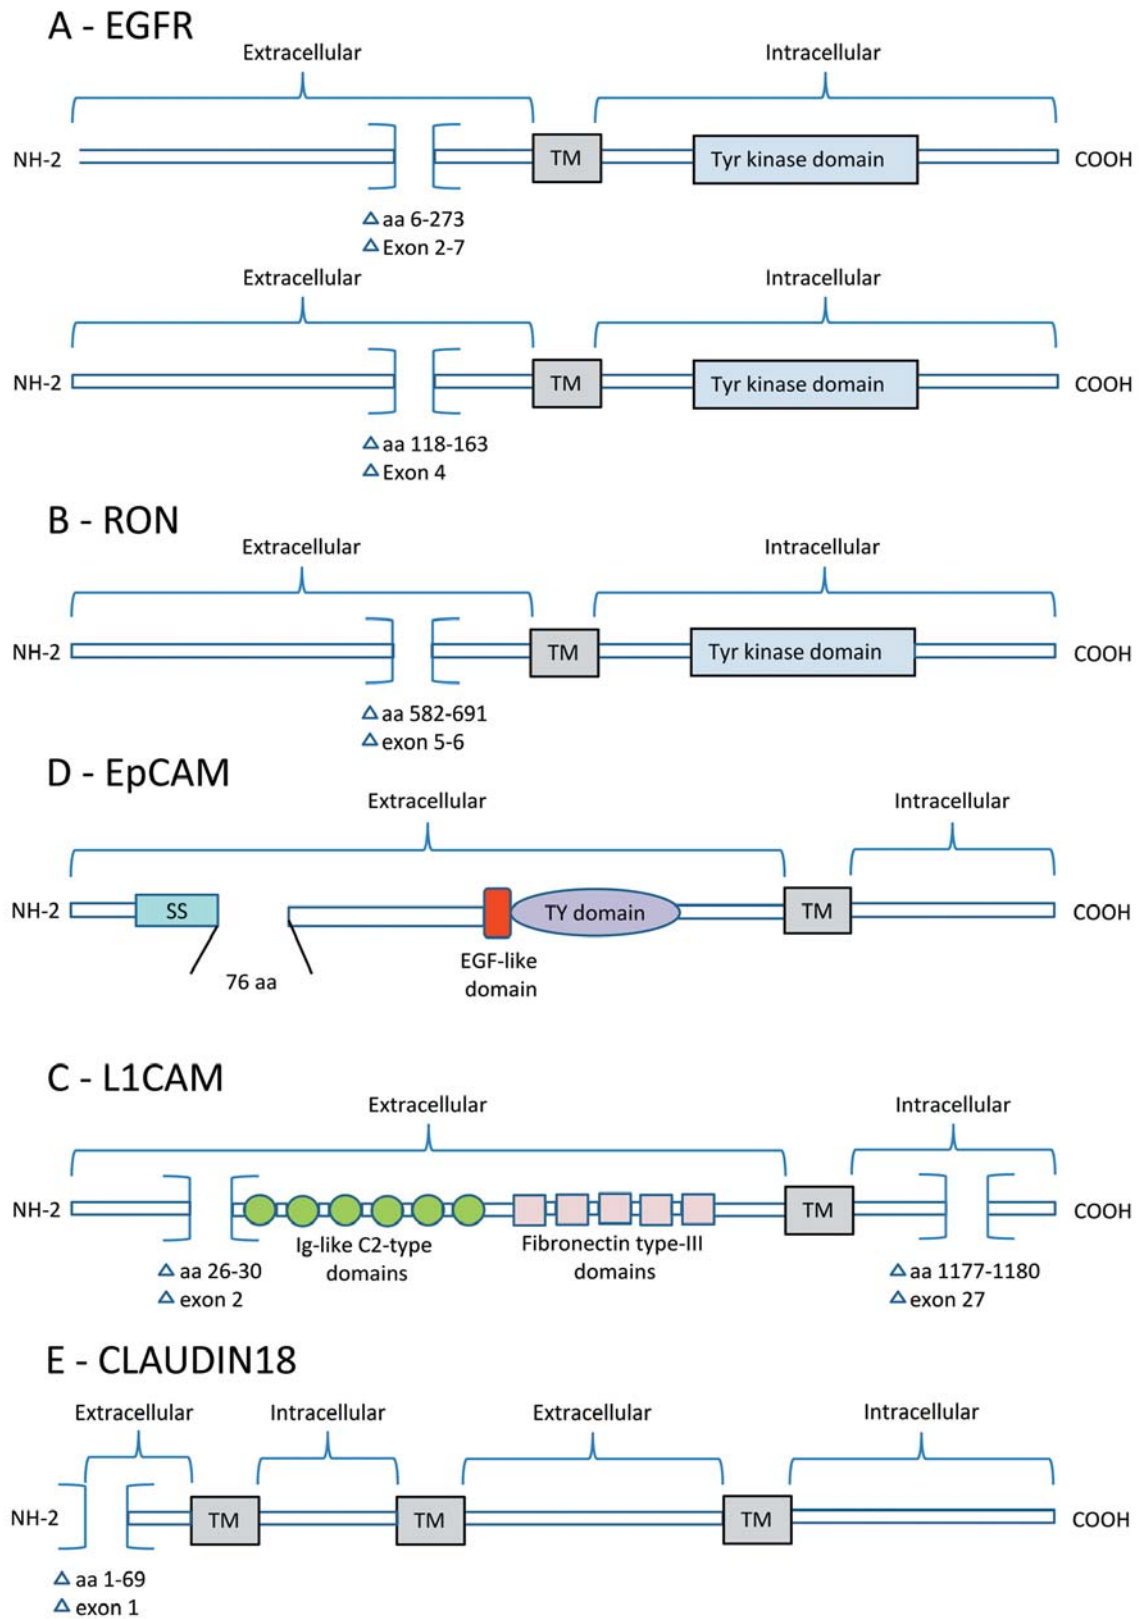 A - EGFR
Extracellular Intracellular
NH-2 TM Tyr kinase domain COOH
△ aa 6-273
△ Exon 2-7
Extracellular Intracellular
NH-2 TM Tyr kinase domain COOH
△ aa 118-163
△ Exon 4
B - RON
Extracellular Intracellular
NH-2 TM Tyr kinase domain COOH
△ aa 582-691
△ exon 5-6
D - EpCAM
Extracellular Intracellular
NH-2 SS TY domain TM COOH
EGF-like
domain
76 aa
C - L1CAM
Extracellular Intracellular
NH-2 TM COOH
Ig-like C2-type
domains
Fibronectin type-III
domains
△ aa 26-30
△ exon 2
△ aa 1177-1180
△ exon 27
E - CLAUDIN18
Extracellular Intracellular Extracellular Intracellular
NH-2 TM TM TM COOH
△ aa 1-69
△ exon 1